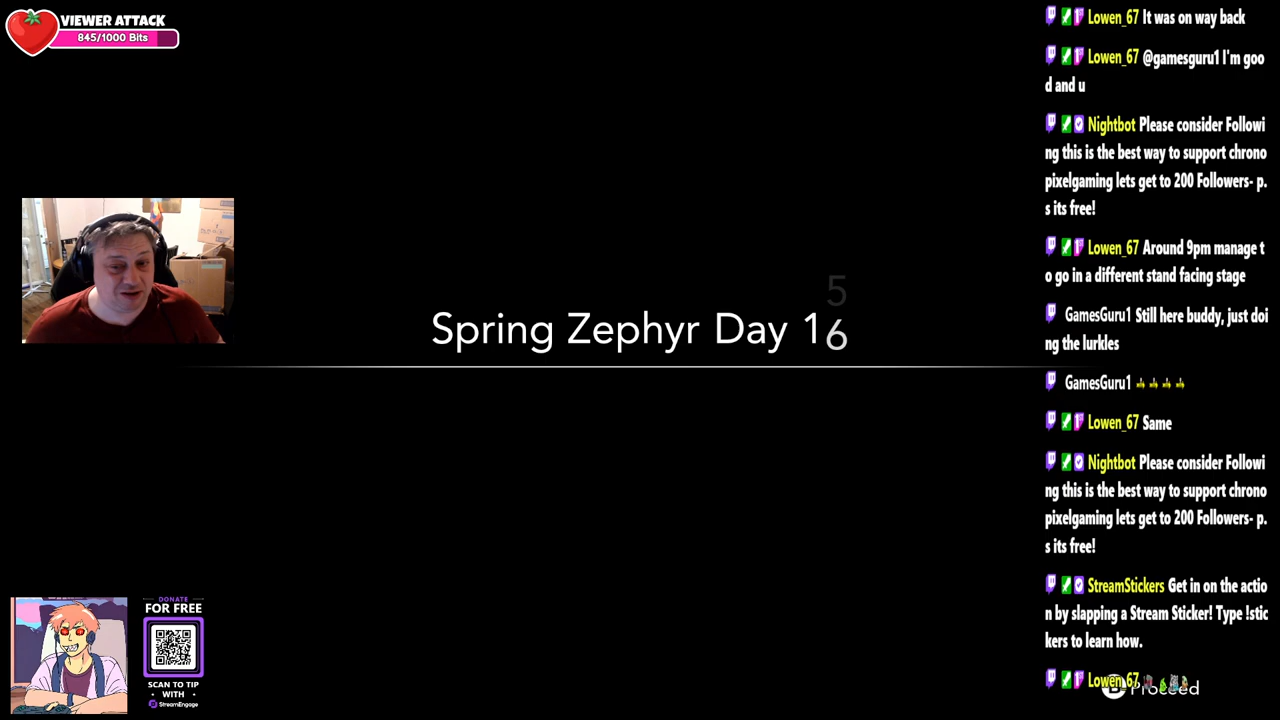 VIEWER ATTACK
845/1000 Bits
5
Spring Zephyr Day 16
DONATE
FOR FREE
SCAN TO TIP
• WITH •
StreamEngage
Lowen_67 It was on way back
Lowen_67 @gamesguru1 I'm goo
d and u
Nightbot Please consider Followi
ng this is the best way to support chrono
pixelgaming lets get to 200 Followers- p.
s its free!
Lowen_67 Around 9pm manage t
o go in a different stand facing stage
GamesGuru1 Still here buddy, just doi
ng the lurkles
GamesGuru1
Lowen_67 Same
Nightbot Please consider Followi
ng this is the best way to support chrono
pixelgaming lets get to 200 Followers- p.
s its free!
StreamStickers Get in on the actio
n by slapping a Stream Sticker! Type !stic
kers to learn how.
Lowen_67
Proceed